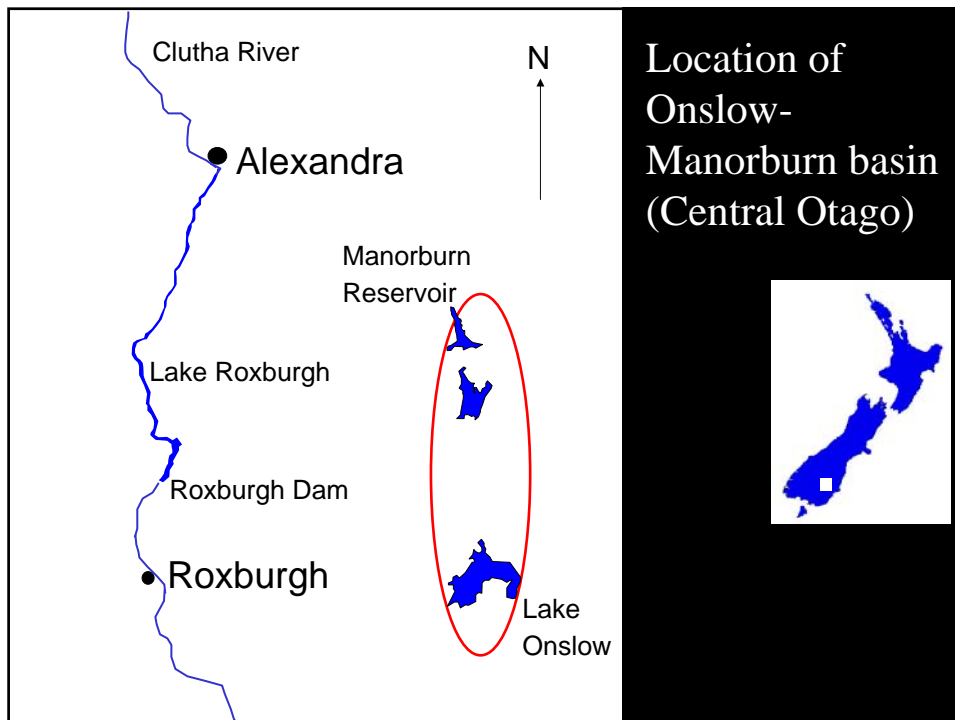 Clutha River
N
Alexandra
Manorburn
Reservoir
Lake Roxburgh
Roxburgh Dam
Roxburgh
Lake
Onslow
Location of
Onslow-
Manorburn basin
(Central Otago)